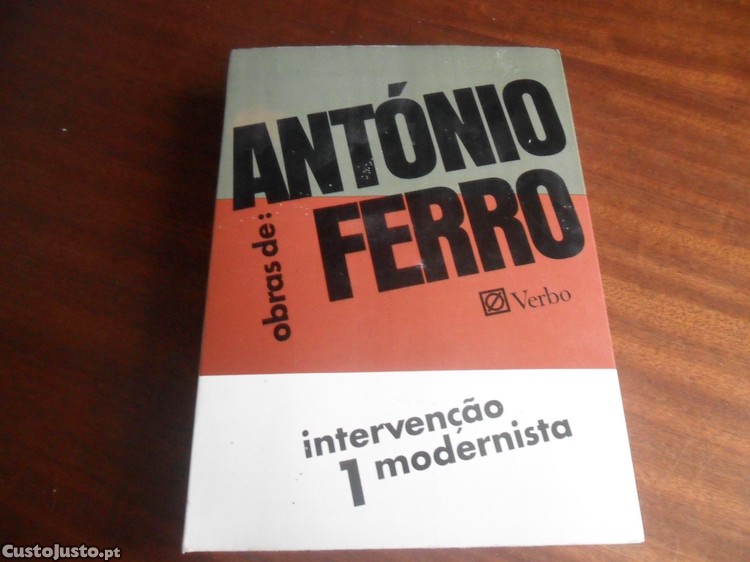 ANTÓNIO
obras de:
FERRO
Verbo
intervenção
1 modernista
CustoJusto.pt